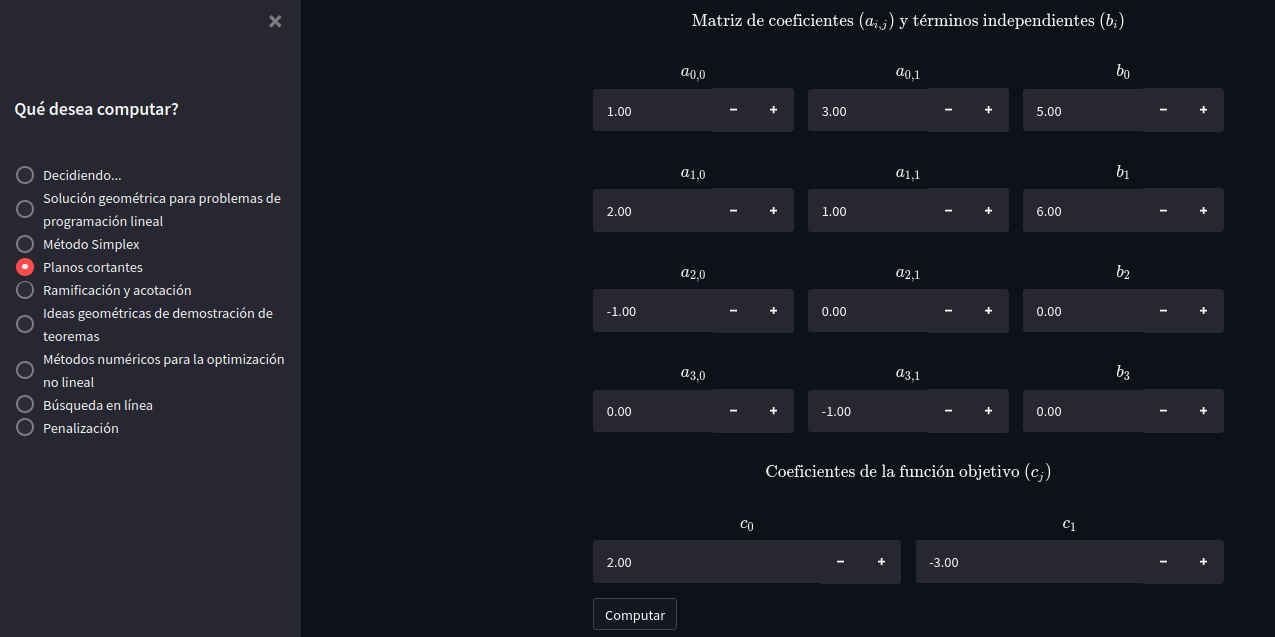 ×
Qué desea computar?
Decidiendo...
Solución geométrica para problemas de
programación lineal
Método Simplex
Planos cortantes
Ramificación y acotación
Ideas geométricas de demostración de
teoremas
Métodos numéricos para la optimización
no lineal
Búsqueda en línea
Penalización
Matriz de coeficientes (a_{i,j}) y términos independientes (b_i)
a_{0,0} a_{0,1} b_0
1.00 − + 3.00 − + 5.00 − +
a_{1,0} a_{1,1} b_1
2.00 − + 1.00 − + 6.00 − +
a_{2,0} a_{2,1} b_2
-1.00 − + 0.00 − + 0.00 − +
a_{3,0} a_{3,1} b_3
0.00 − + -1.00 − + 0.00 − +
Coeficientes de la función objetivo (c_j)
c_0 c_1
2.00 − + -3.00 − +
Computar